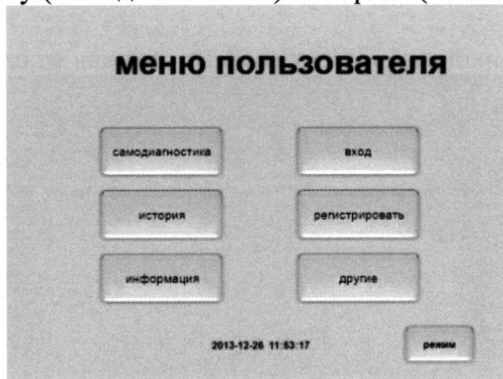 меню пользователя
самодиагностика вход
история регистрировать
информация другие
2013-12-26 11:53:17 режим